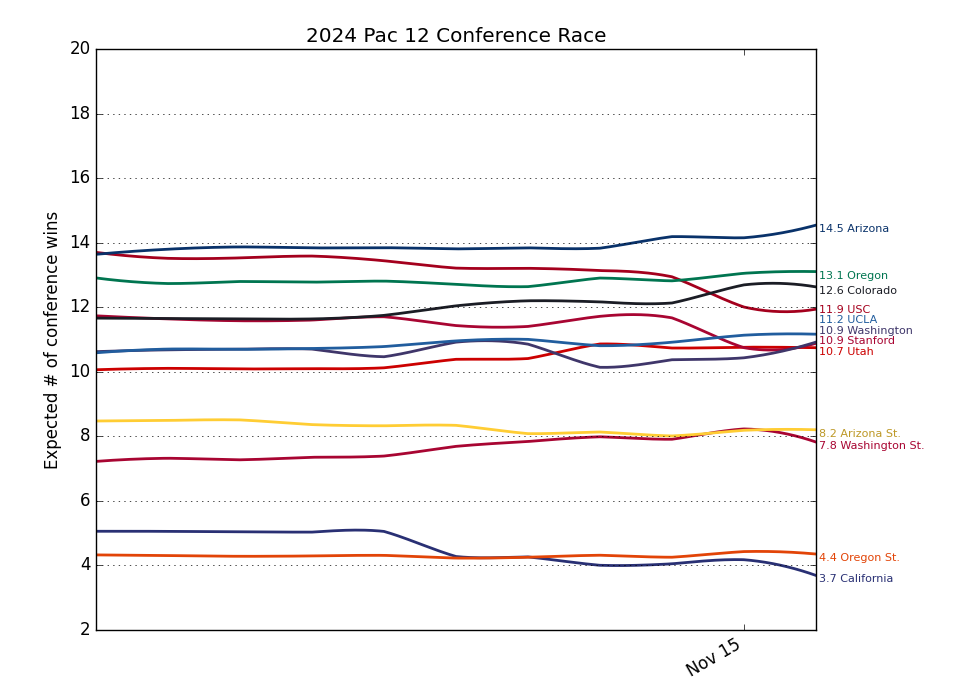 2024 Pac 12 Conference Race
Expected # of conference wins
20
18
16
14
12
10
8
6
4
2
14.5 Arizona
13.1 Oregon
12.6 Colorado
11.9 USC
11.2 UCLA
10.9 Washington
10.9 Stanford
10.7 Utah
8.2 Arizona St.
7.8 Washington St.
4.4 Oregon St.
3.7 California
Nov 15